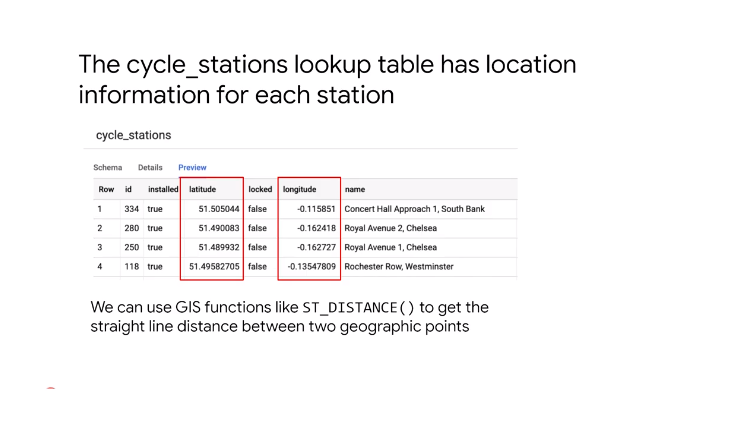 The cycle_stations lookup table has location
information for each station
cycle_stations
Schema Details Preview
Row id installed latitude locked longitude name
1 334 true 51.505044 false -0.115851 Concert Hall Approach 1, South Bank
2 280 true 51.490083 false -0.162418 Royal Avenue 2, Chelsea
3 250 true 51.489932 false -0.162727 Royal Avenue 1, Chelsea
4 118 true 51.49582705 false -0.13547809 Rochester Row, Westminster
We can use GIS functions like ST_DISTANCE() to get the
straight line distance between two geographic points